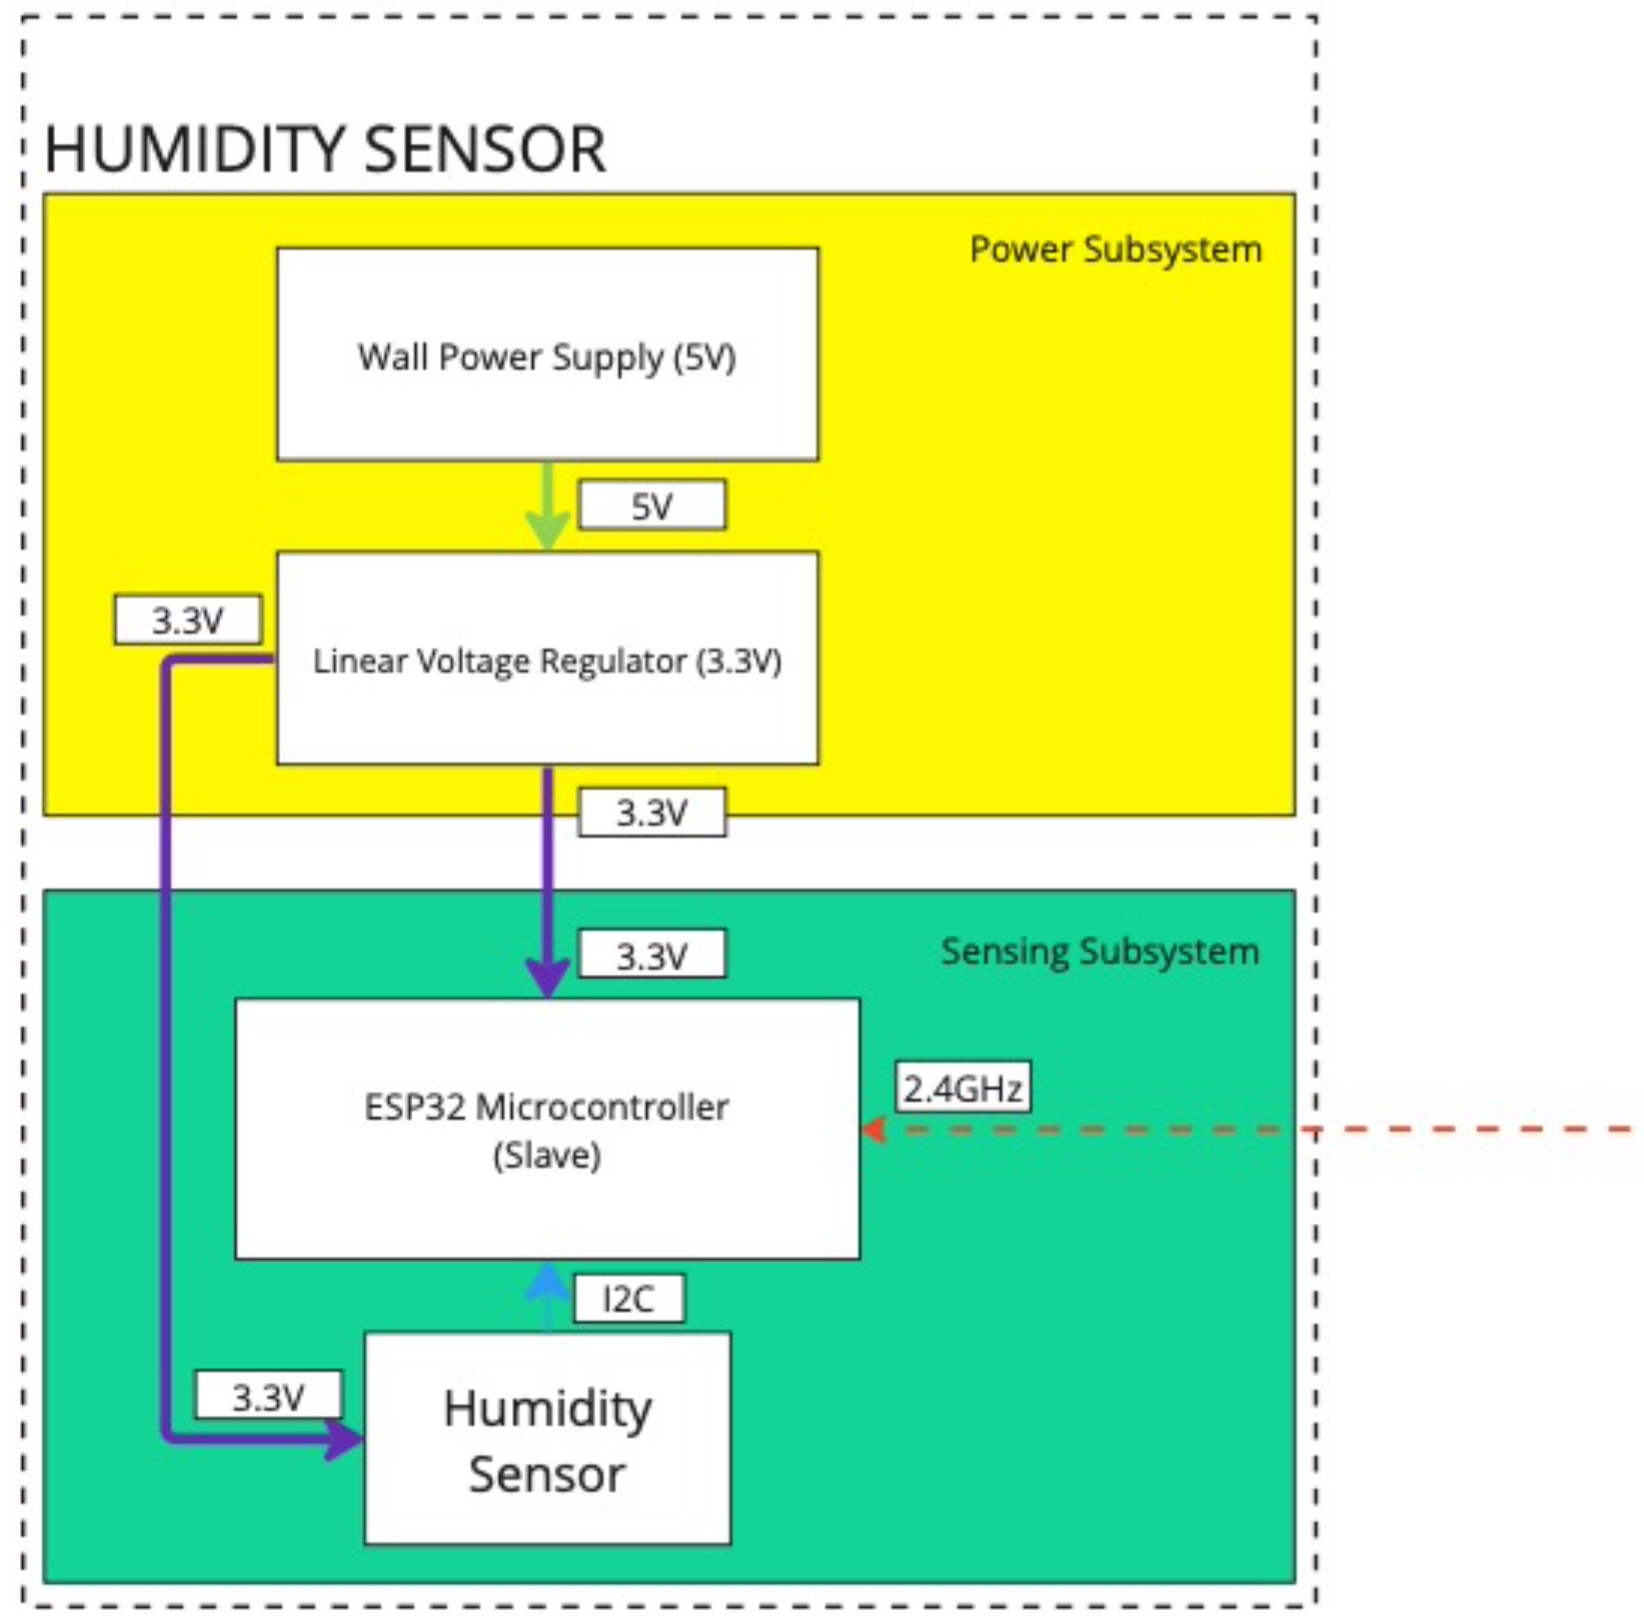 HUMIDITY SENSOR
Power Subsystem
Wall Power Supply (5V)
5V
3.3V
Linear Voltage Regulator (3.3V)
3.3V
3.3V
Sensing Subsystem
ESP32 Microcontroller
(Slave)
2.4GHz
I2C
3.3V
Humidity
Sensor